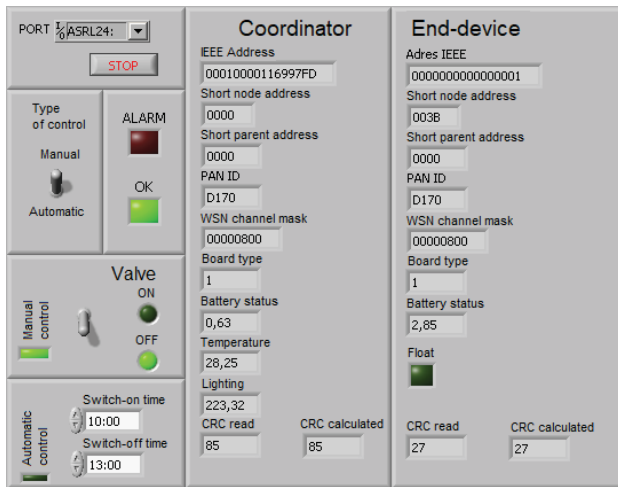 PORT I/O ASRL24:
STOP
Type
of control
Manual
Automatic
ALARM
OK
Valve
ON
OFF
Manual
control
Automatic
control
Switch-on time
10:00
Switch-off time
13:00
Coordinator
IEEE Address
00010000116997FD
Short node address
0000
Short parent address
0000
PAN ID
D170
WSN channel mask
00000800
Board type
1
Battery status
0,63
Temperature
28,25
Lighting
223,32
CRC read
CRC calculated
85
85
End-device
Adres IEEE
0000000000000001
Short node address
003B
Short parent address
0000
PAN ID
D170
WSN channel mask
00000800
Board type
1
Battery status
2,85
Float
CRC read
CRC calculated
27
27